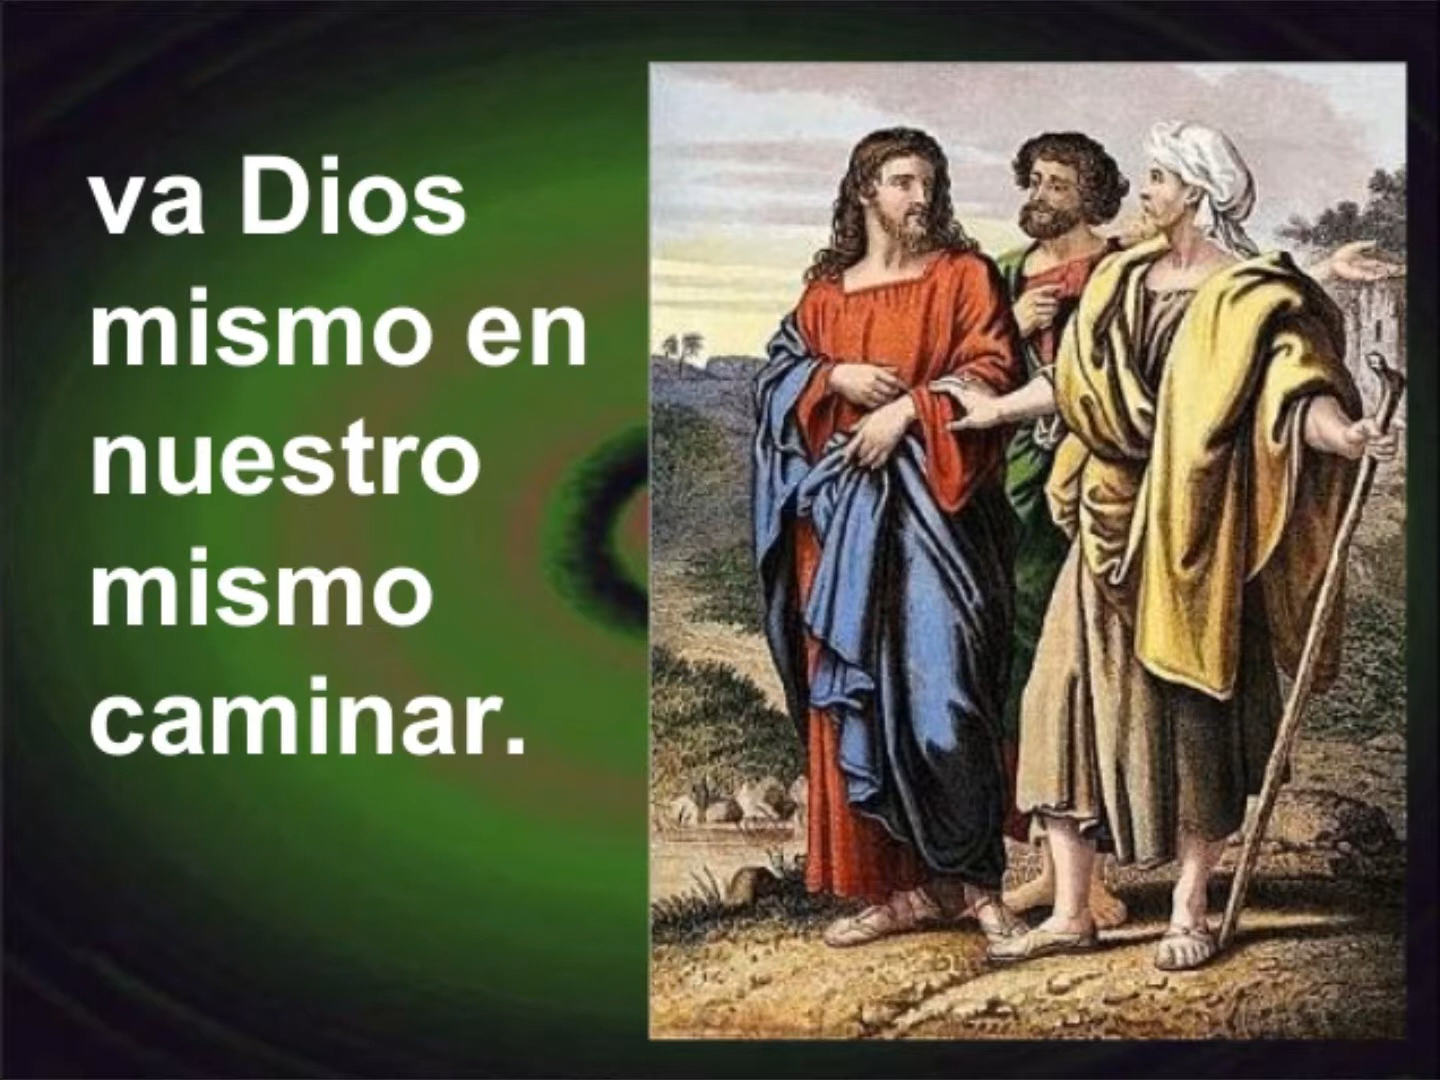 va Dios
mismo en
nuestro
mismo
caminar.